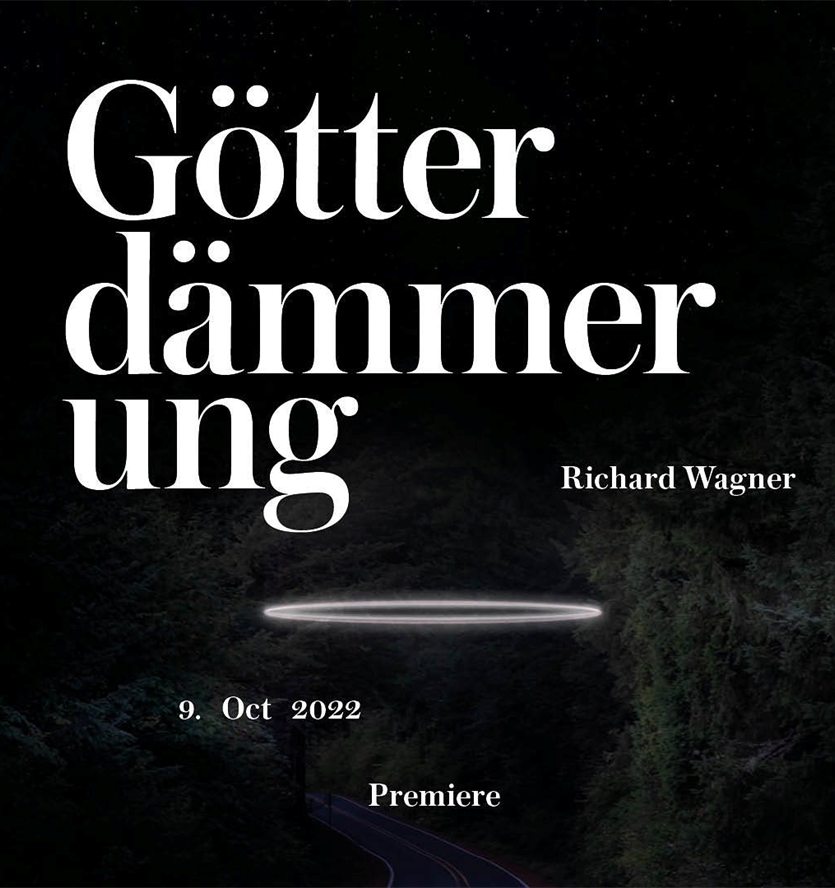 Götter
dämmer
ung
Richard Wagner
9. Oct 2022
Premiere